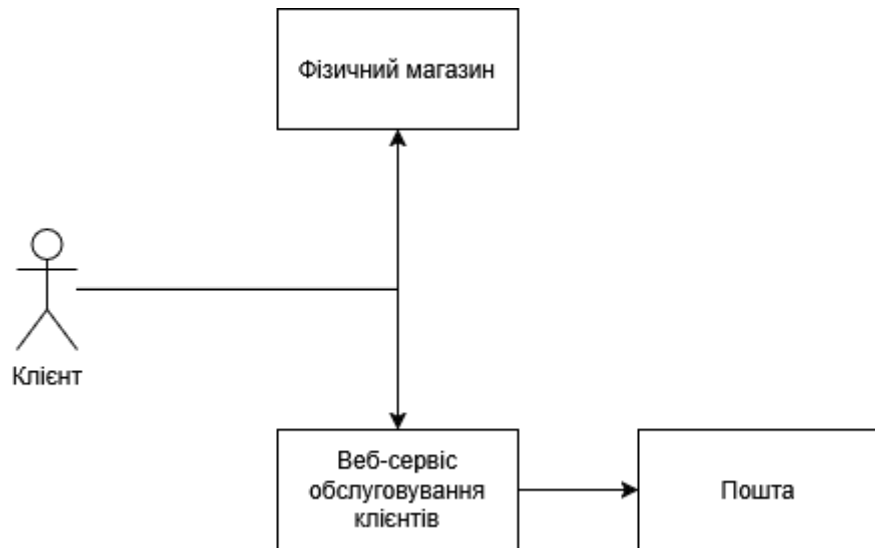 Фізичний магазин
Клієнт
Веб-сервіс
обслуговування
клієнтів
Пошта